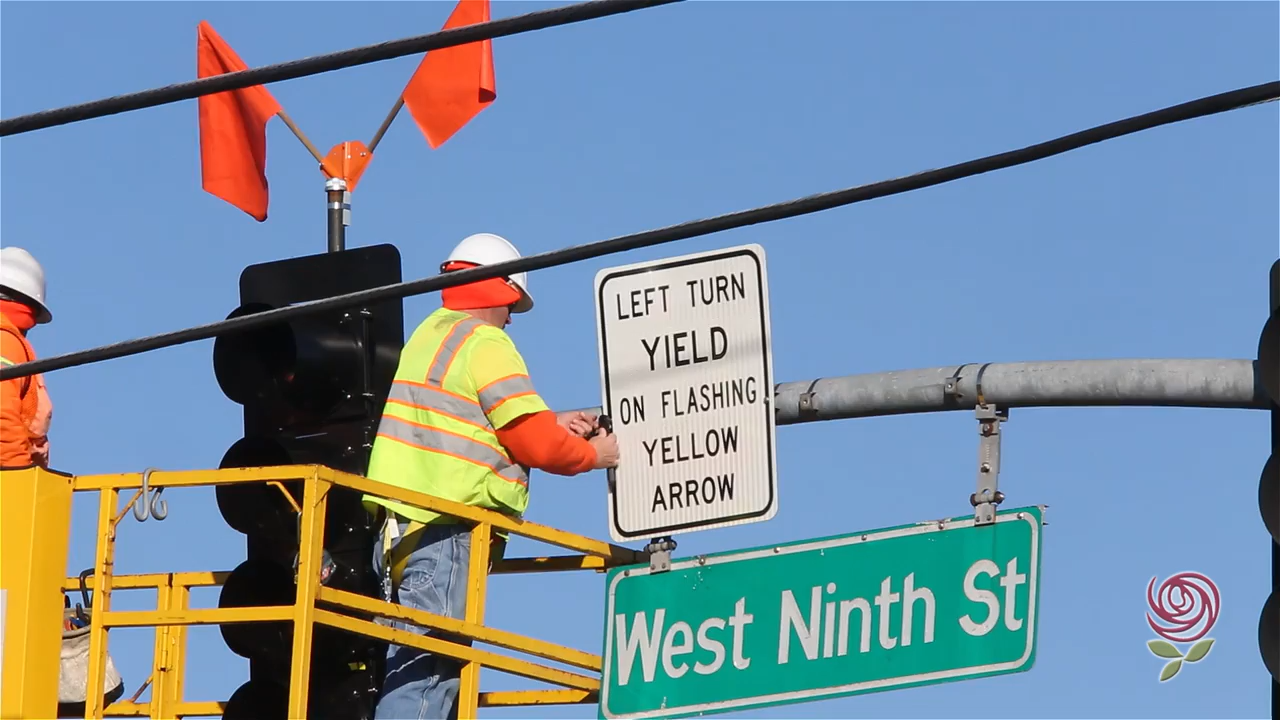 LEFT TURN
YIELD
ON FLASHING
YELLOW
ARROW
West Ninth St